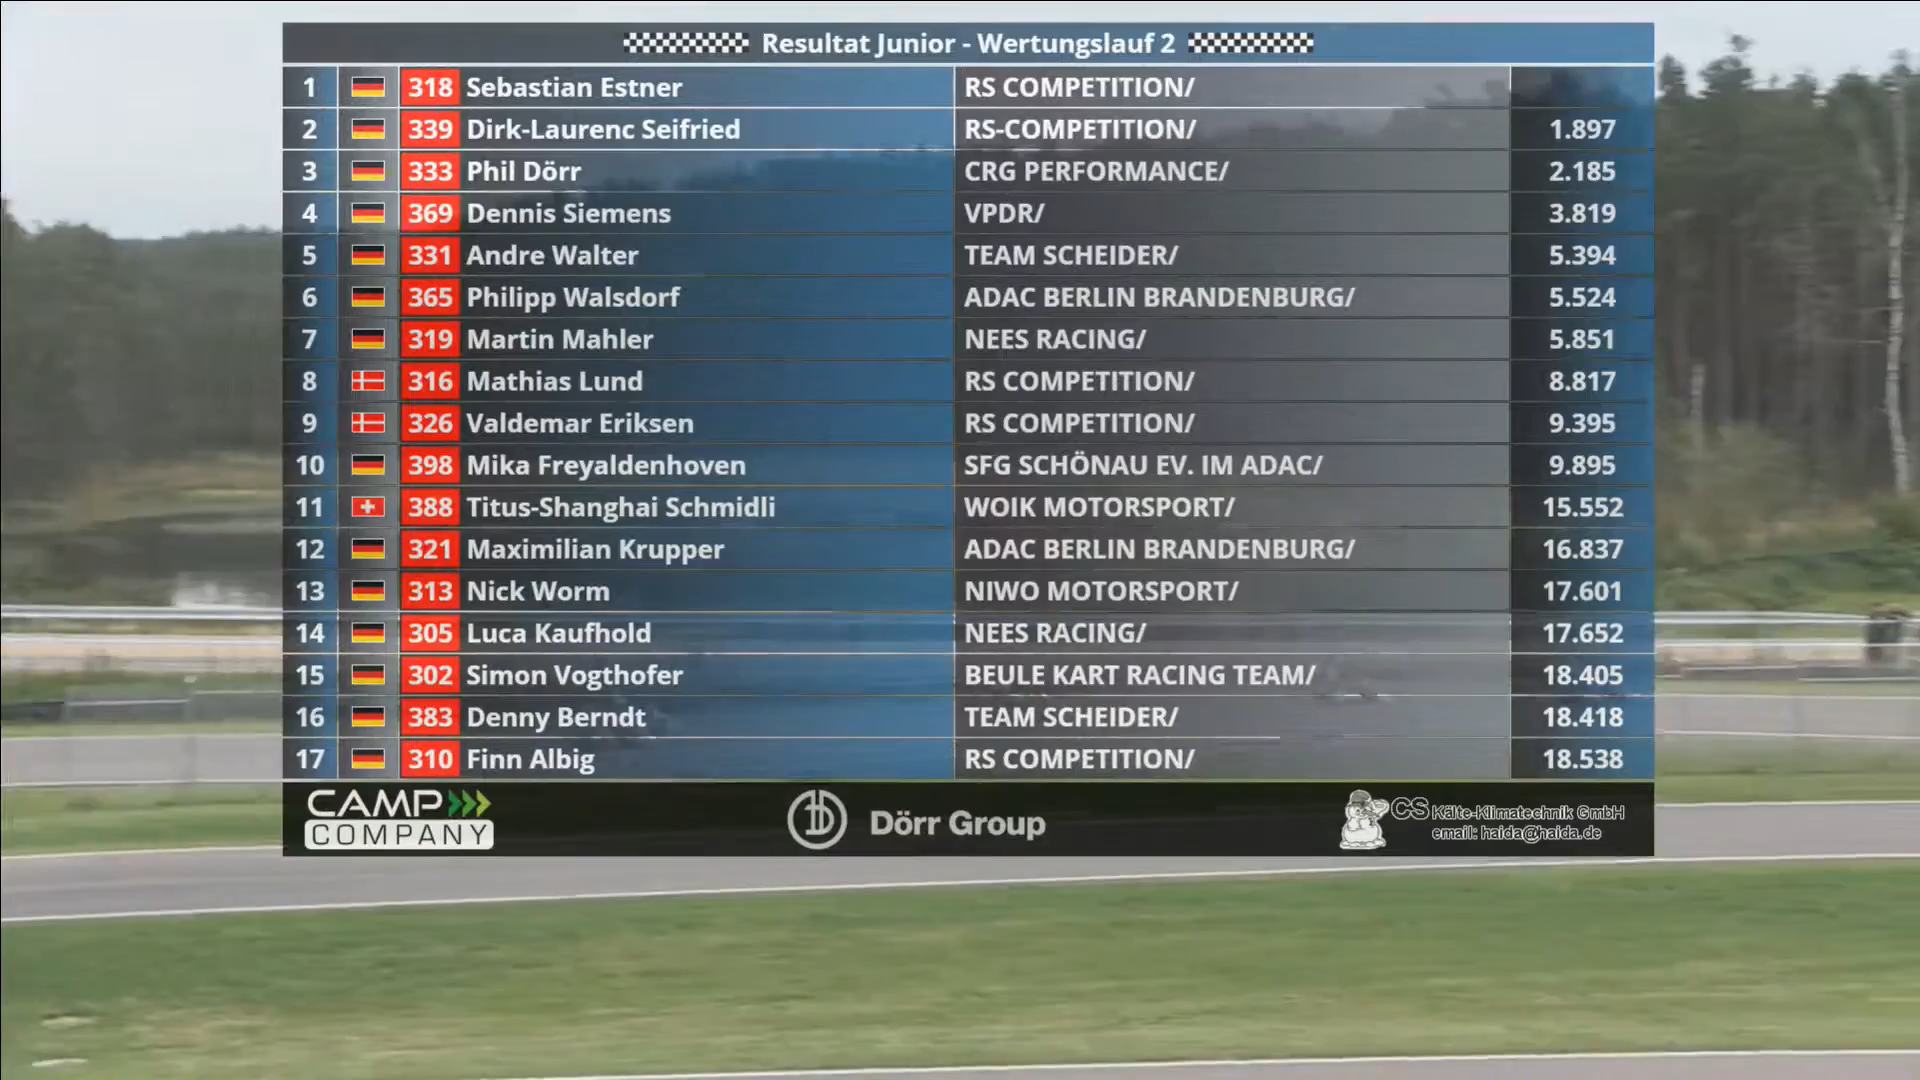 Resultat Junior - Wertungslauf 2
1 318 Sebastian Estner RS COMPETITION/
2 339 Dirk-Laurenc Seifried RS-COMPETITION/ 1.897
3 333 Phil Dörr CRG PERFORMANCE/ 2.185
4 369 Dennis Siemens VPDR/ 3.819
5 331 Andre Walter TEAM SCHEIDER/ 5.394
6 365 Philipp Walsdorf ADAC BERLIN BRANDENBURG/ 5.524
7 319 Martin Mahler NEES RACING/ 5.851
8 316 Mathias Lund RS COMPETITION/ 8.817
9 326 Valdemar Eriksen RS COMPETITION/ 9.395
10 398 Mika Freyaldenhoven SFG SCHÖNAU EV. IM ADAC/ 9.895
11 388 Titus-Shanghai Schmidli WOIK MOTORSPORT/ 15.552
12 321 Maximilian Krupper ADAC BERLIN BRANDENBURG/ 16.837
13 313 Nick Worm NIWO MOTORSPORT/ 17.601
14 305 Luca Kaufhold NEES RACING/ 17.652
15 302 Simon Vogthofer BEULE KART RACING TEAM/ 18.405
16 383 Denny Berndt TEAM SCHEIDER/ 18.418
17 310 Finn Albig RS COMPETITION/ 18.538
CAMP
COMPANY
Dörr Group
CS Kälte-Klimatechnik GmbH
email: haida@haida.de